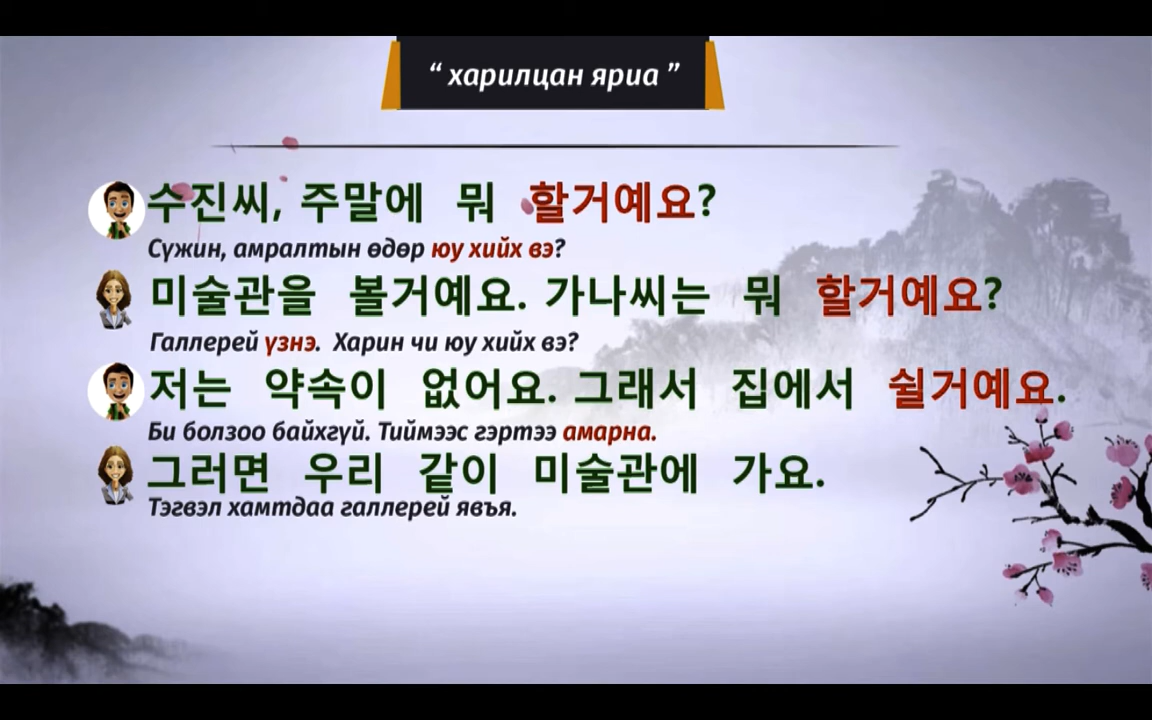 “ харилцан яриа ”
수진씨, 주말에 뭐 할거예요?
Сүжин, амралтын өдөр юу хийх вэ?
미술관을 볼거예요. 가나씨는 뭐 할거예요?
Галлерей үзнэ. Харин чи юу хийх вэ?
저는 약속이 없어요. 그래서 집에서 쉴거예요.
Би болзоо байхгүй. Тиймээс гэртээ амарна.
그러면 우리 같이 미술관에 가요.
Тэгвэл хамтдаа галлерей явъя.